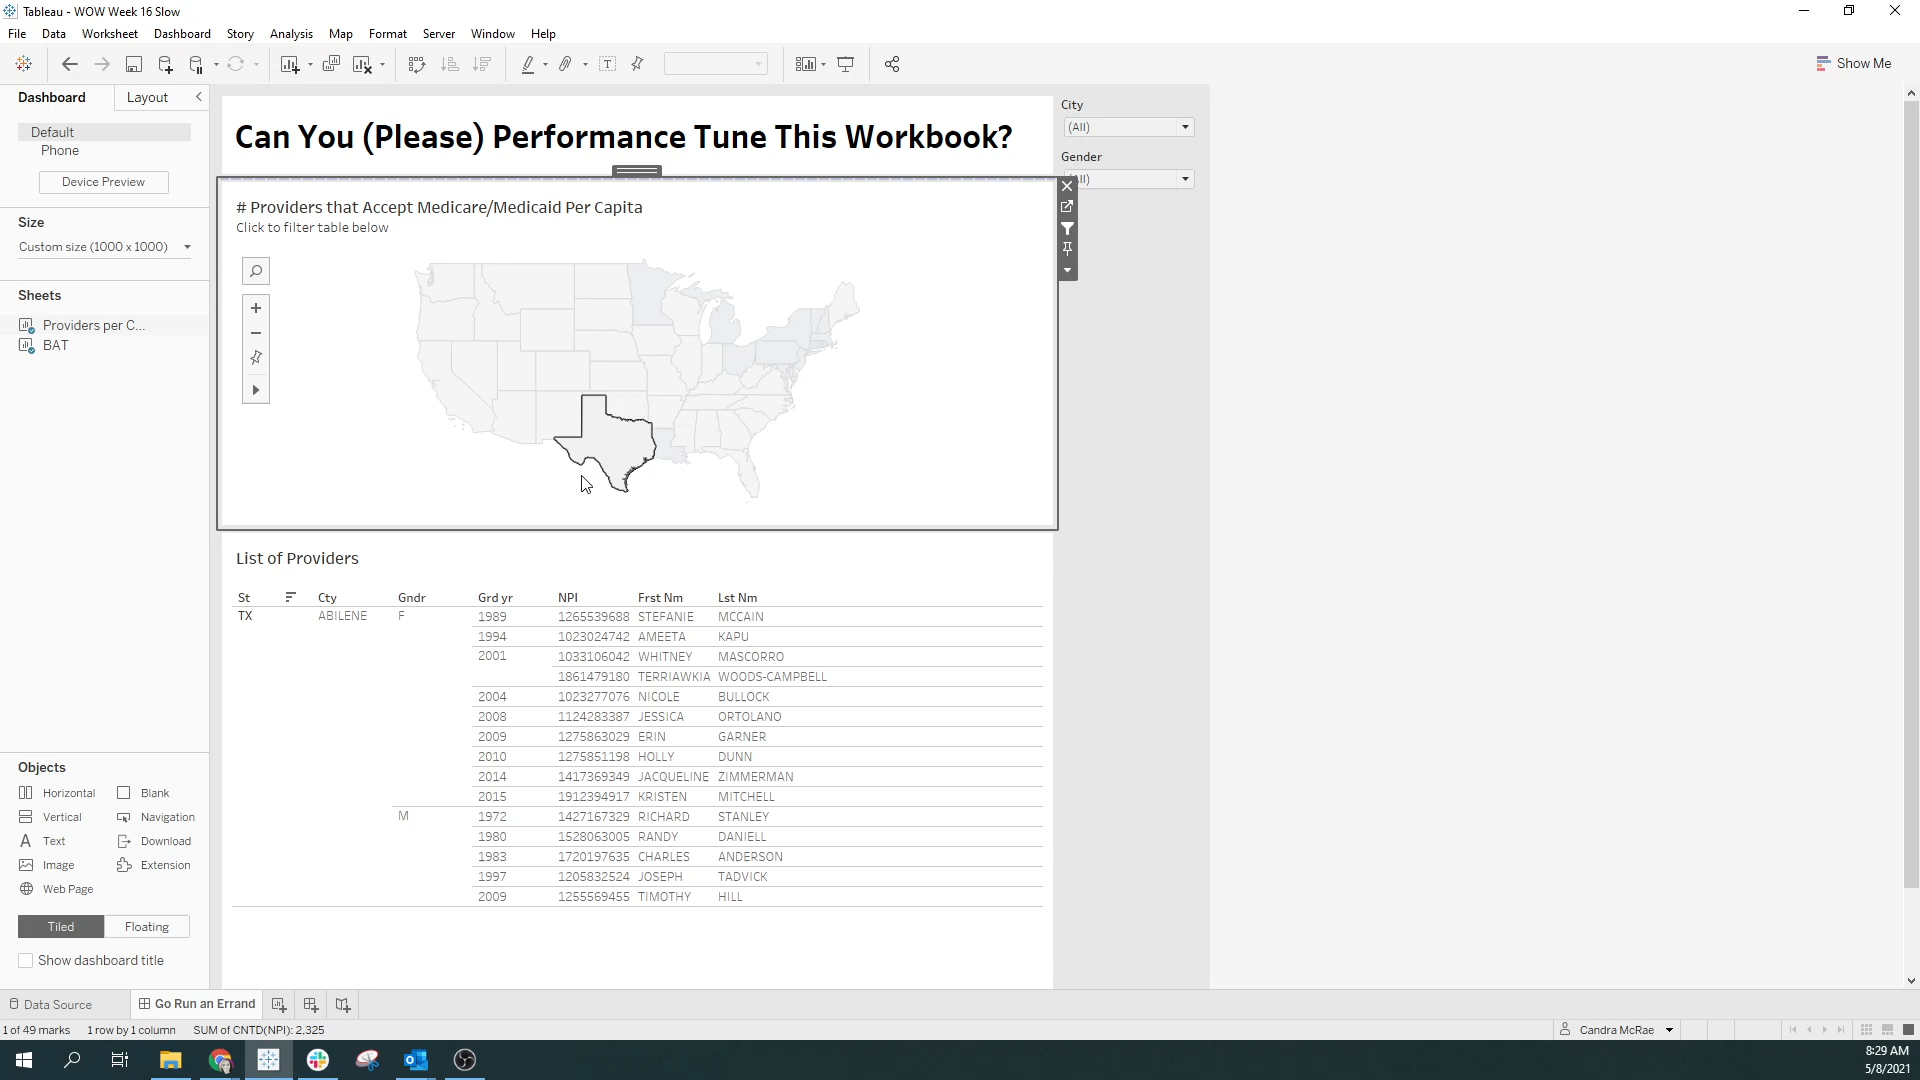 Tableau - WOW Week 16 Slow
File Data Worksheet Dashboard Story Analysis Map Format Server Window Help
Show Me
Dashboard Layout
Default
Phone
Device Preview
Size
Custom size (1000 x 1000)
Sheets
Providers per C...
BAT
Objects
Horizontal Blank
Vertical Navigation
Text Download
Image Extension
Web Page
Tiled Floating
Show dashboard title
Can You (Please) Performance Tune This Workbook?
City
(All)
Gender
(All)
# Providers that Accept Medicare/Medicaid Per Capita
Click to filter table below
List of Providers
St Cty Gndr Grd yr NPI Frst Nm Lst Nm
TX ABILENE F 1989 1265539688 STEFANIE MCCAIN
1994 1023024742 AMEETA KAPU
2001 1033106042 WHITNEY MASCORRO
1861479180 TERRIAWKIA WOODS-CAMPBELL
2004 1023277076 NICOLE BULLOCK
2008 1124283387 JESSICA ORTOLANO
2009 1275863029 ERIN GARNER
2010 1275851198 HOLLY DUNN
2014 1417369349 JACQUELINE ZIMMERMAN
2015 1912394917 KRISTEN MITCHELL
M 1972 1427167329 RICHARD STANLEY
1980 1528063005 RANDY DANIELL
1983 1720197635 CHARLES ANDERSON
1997 1205832524 JOSEPH TADVICK
2009 1255569455 TIMOTHY HILL
Data Source Go Run an Errand
1 of 49 marks 1 row by 1 column SUM of CNTD(NPI): 2,325 Candra McRae
8:29 AM
5/8/2021